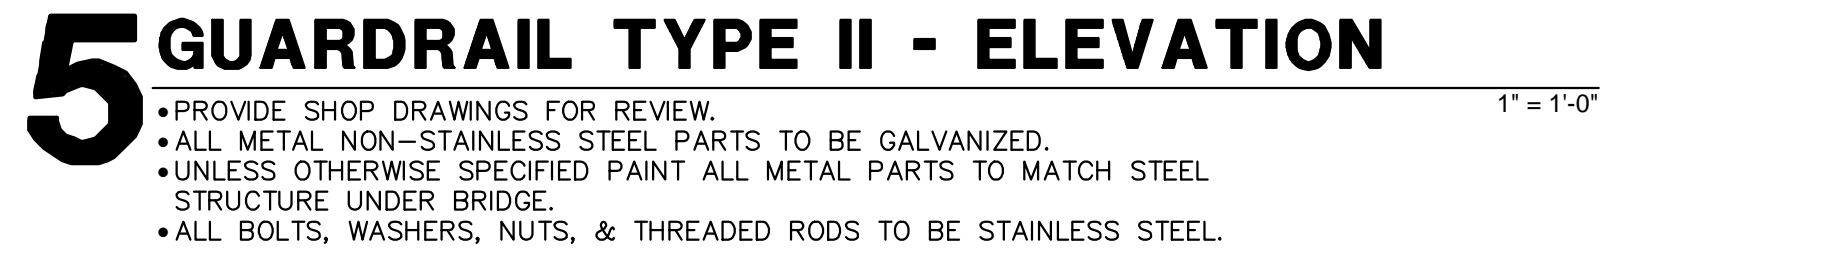 5 GUARDRAIL TYPE II - ELEVATION
1" = 1'-0"
•PROVIDE SHOP DRAWINGS FOR REVIEW.
•ALL METAL NON-STAINLESS STEEL PARTS TO BE GALVANIZED.
•UNLESS OTHERWISE SPECIFIED PAINT ALL METAL PARTS TO MATCH STEEL
STRUCTURE UNDER BRIDGE.
•ALL BOLTS, WASHERS, NUTS, & THREADED RODS TO BE STAINLESS STEEL.